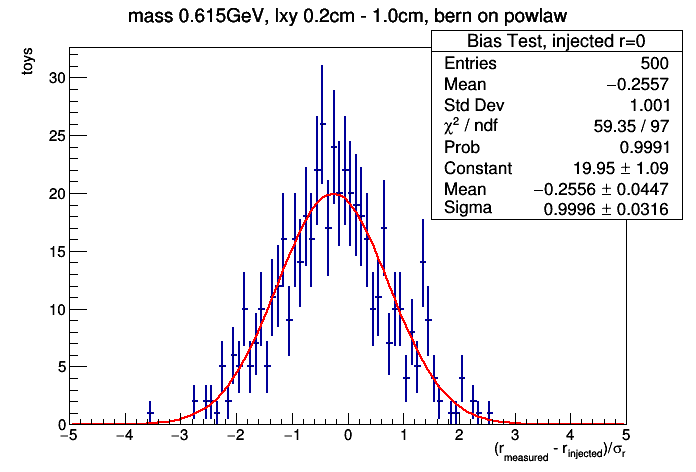 mass 0.615GeV, lxy 0.2cm - 1.0cm, bern on powlaw
Bias Test, injected r=0
Entries 500
Mean −0.2557
Std Dev 1.001
χ² / ndf 59.35 / 97
Prob 0.9991
Constant 19.95 ± 1.09
Mean −0.2556 ± 0.0447
Sigma 0.9996 ± 0.0316
toys
30
25
20
15
10
5
0
−5 −4 −3 −2 −1 0 1 2 3 4 5
(r_measured - r_injected)/σ_r